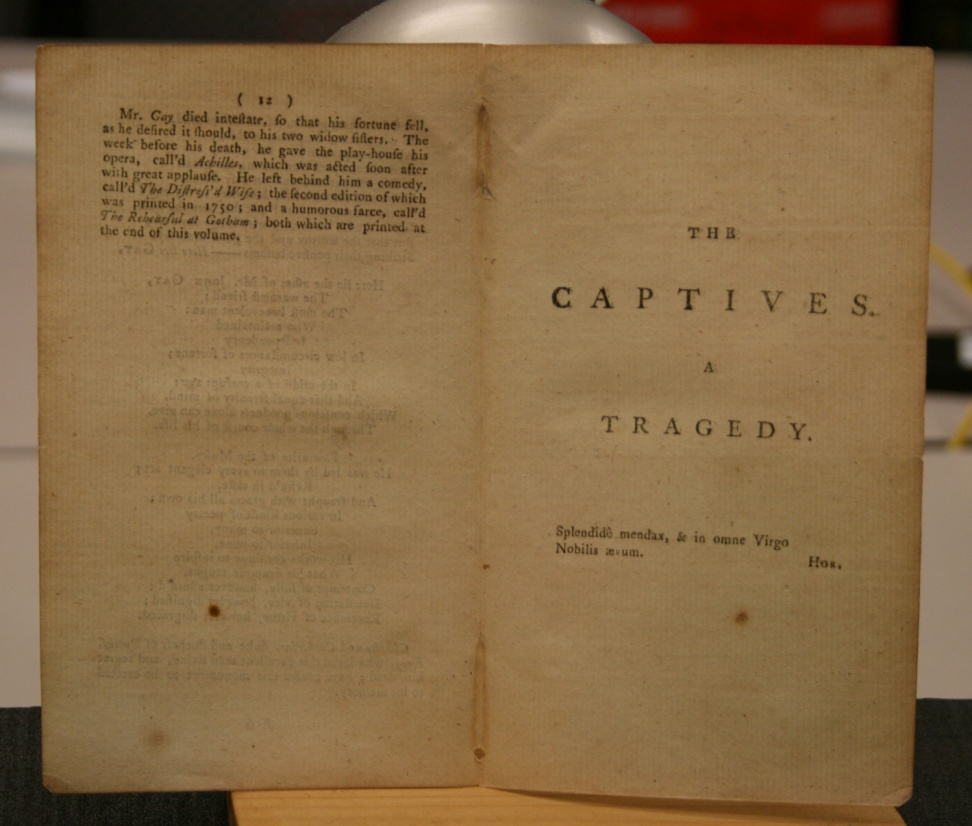 ( 12 )
Mr. Gay died inteſtate, ſo that his fortune fell,
as he deſired it ſhould, to his two widow ſiſters. The
week before his death, he gave the play-houſe his
opera, call'd Achilles, which was acted ſoon after
with great applauſe. He left behind him a comedy,
call'd The Diſtreſs'd Wife; the ſecond edition of which
was printed in 1750; and a humorous farce, call'd
The Rehearſal at Gotham; both which are printed at
the end of this volume.
THE
CAPTIVES.
A
TRAGEDY.
Splendidè mendax, & in omne Virgo
Nobilis ævum.
HOR.